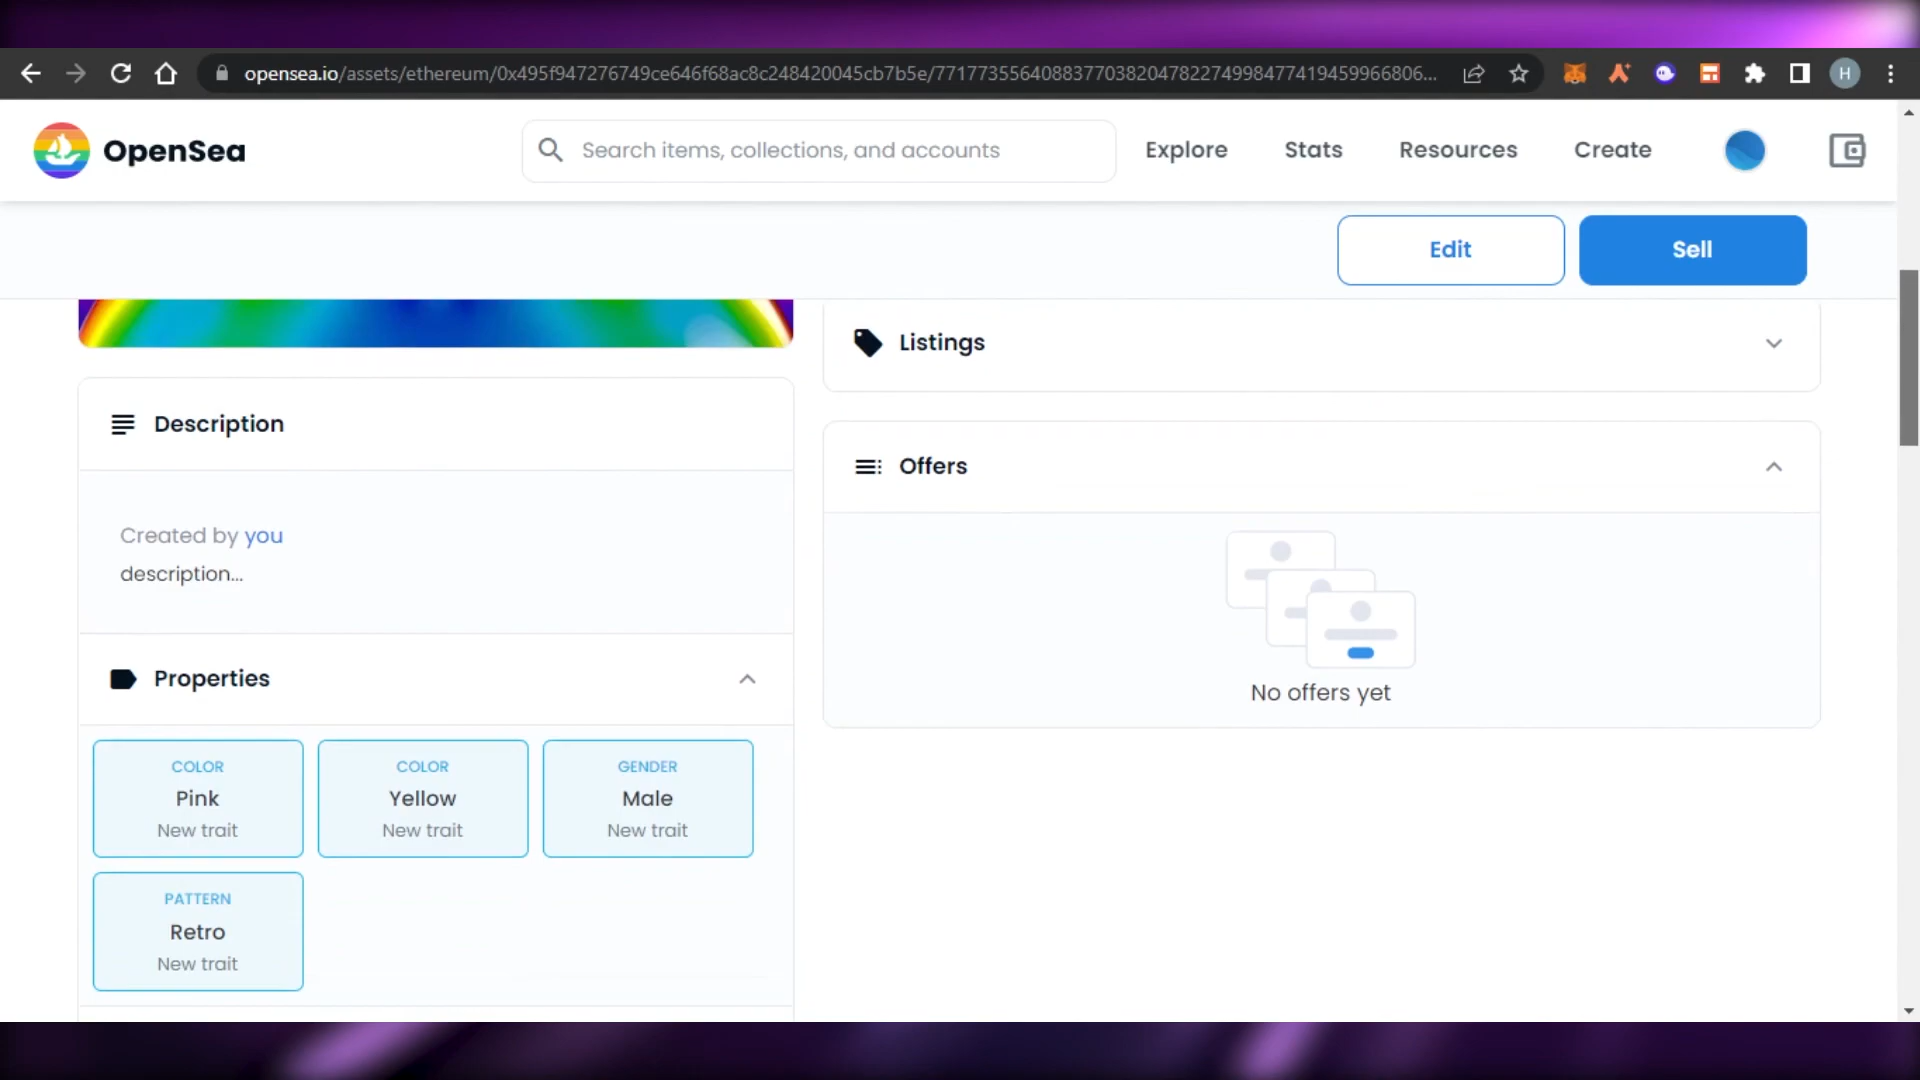 opensea.io/assets/ethereum/0x495f947276749ce646f68ac8c248420045cb7b5e/7717735564088377038204782274998477419459966806...
H
OpenSea
Search items, collections, and accounts
Explore
Stats
Resources
Create
Edit
Sell
Listings
Description
Offers
Created by you
description...
No offers yet
Properties
COLOR
Pink
New trait
COLOR
Yellow
New trait
GENDER
Male
New trait
PATTERN
Retro
New trait